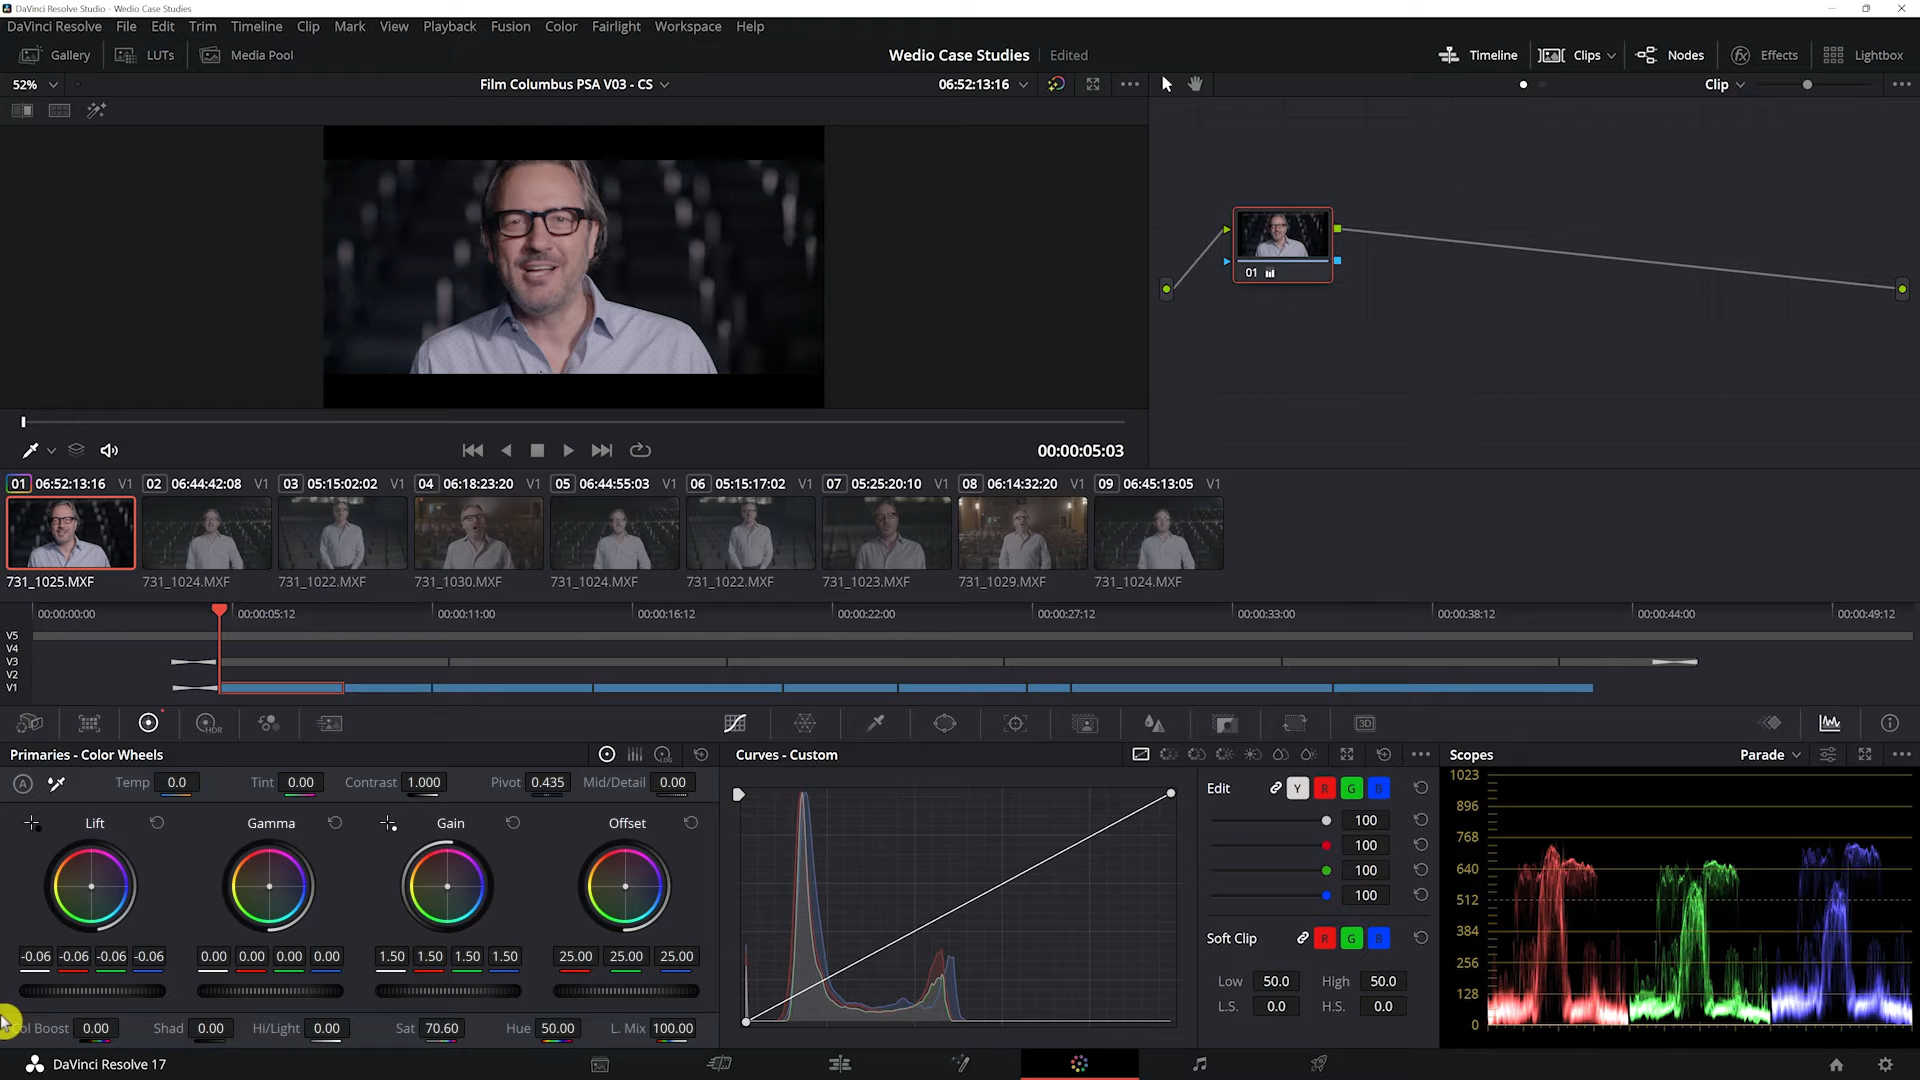 DaVinci Resolve Studio - Wedio Case Studies
DaVinci Resolve File Edit Trim Timeline Clip Mark View Playback Fusion Color Fairlight Workspace Help
Gallery LUTs Media Pool Wedio Case Studies Edited Timeline Clips Nodes Effects Lightbox
52% Film Columbus PSA V03 - CS 06:52:13:16 Clip
01
00:00:05:03
01 06:52:13:16 V1 02 06:44:42:08 V1 03 05:15:02:02 V1 04 06:18:23:20 V1 05 06:44:55:03 V1 06 05:15:17:02 V1 07 05:25:20:10 V1 08 06:14:32:20 V1 09 06:45:13:05 V1
731_1025.MXF 731_1024.MXF 731_1022.MXF 731_1030.MXF 731_1024.MXF 731_1022.MXF 731_1023.MXF 731_1029.MXF 731_1024.MXF
00:00:00:00 00:00:05:12 00:00:11:00 00:00:16:12 00:00:22:00 00:00:27:12 00:00:33:00 00:00:38:12 00:00:44:00 00:00:49:12
V5
V4
V3
V2
V1
HDR 3D
Primaries - Color Wheels LOG Curves - Custom Scopes Parade
A Temp 0.0 Tint 0.00 Contrast 1.000 Pivot 0.435 Mid/Detail 0.00
Lift Gamma Gain Offset
-0.06 -0.06 -0.06 -0.06 0.00 0.00 0.00 0.00 1.50 1.50 1.50 1.50 25.00 25.00 25.00
Col Boost 0.00 Shad 0.00 Hi/Light 0.00 Sat 70.60 Hue 50.00 L. Mix 100.00
Edit Y R G B
100
100
100
100
Soft Clip R G B
Low 50.0 High 50.0
L.S. 0.0 H.S. 0.0
1023
896
768
640
512
384
256
128
0
DaVinci Resolve 17